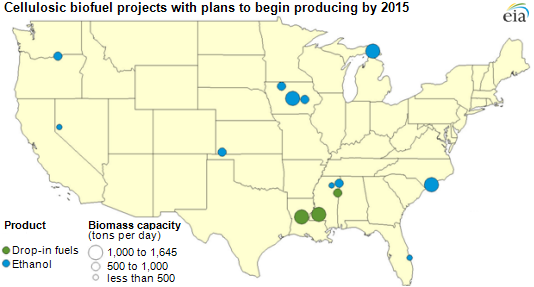 Cellulosic biofuel projects with plans to begin producing by 2015
eia
Product
Drop-in fuels
Ethanol
Biomass capacity
(tons per day)
1,000 to 1,645
500 to 1,000
less than 500